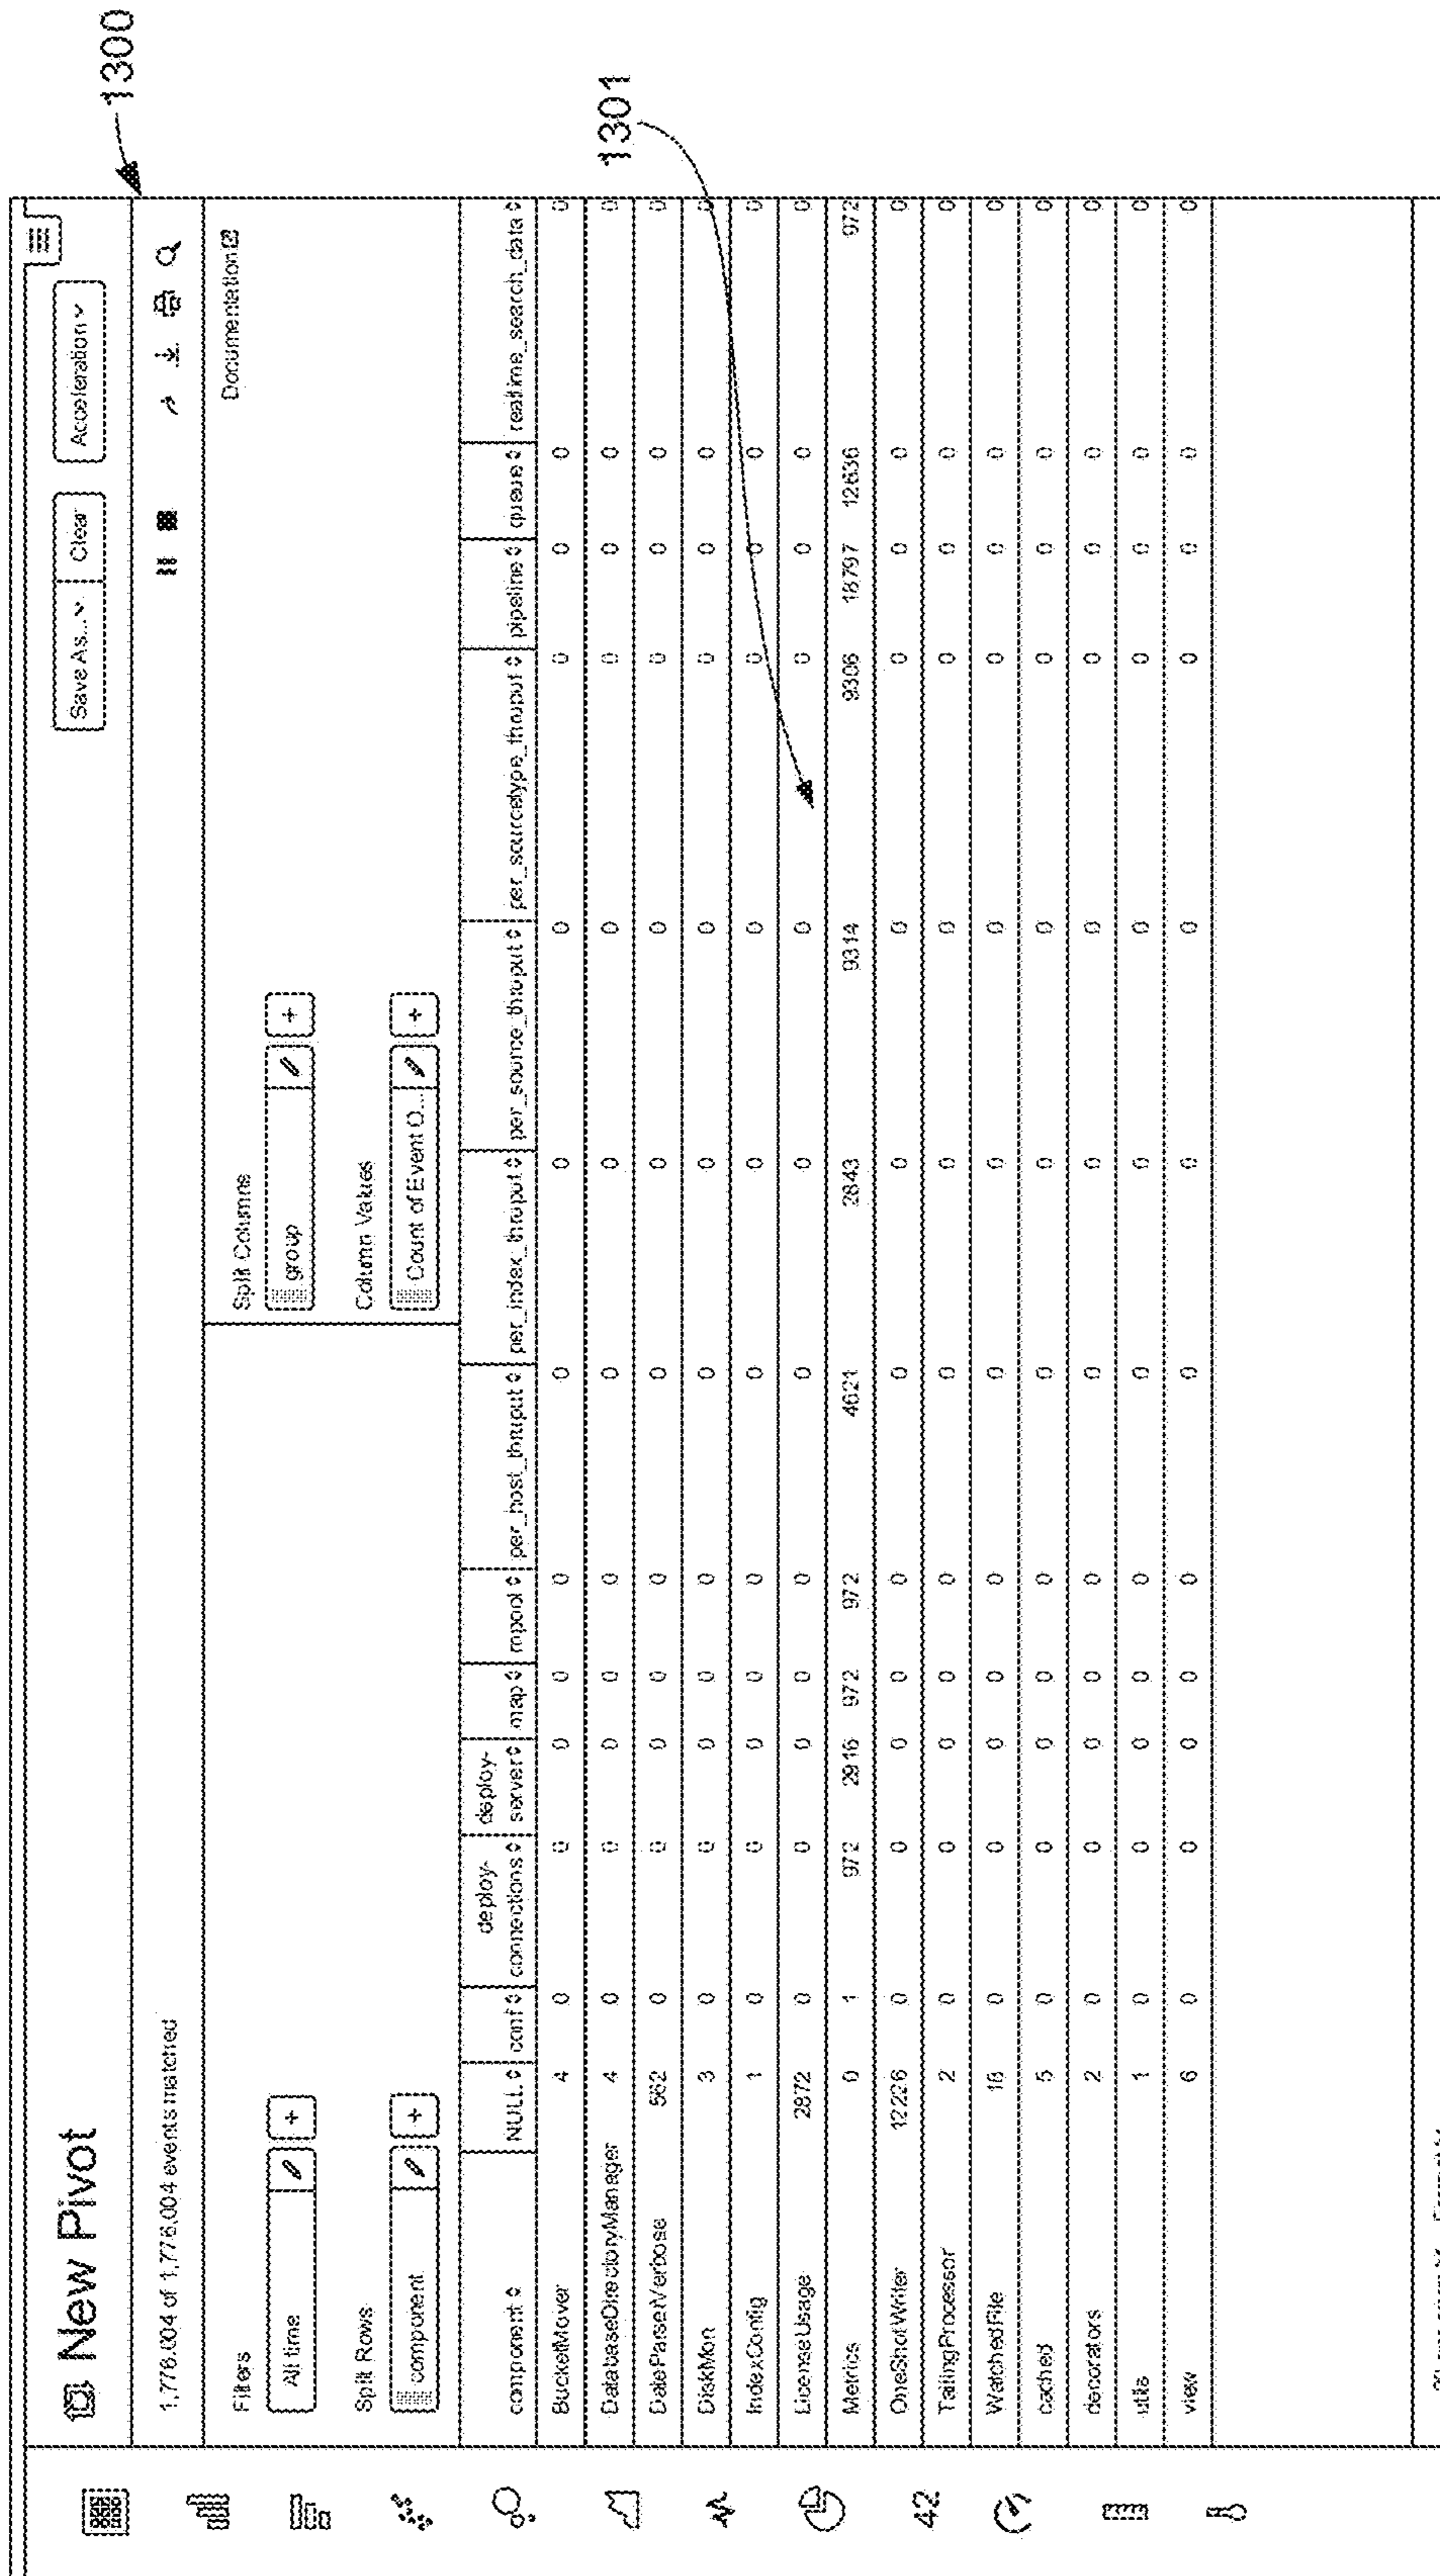 1300
New Pivot
Save As... Clear Acceleration
1,776,004 of 1,776,004 events matched
Filters Split Columns Documentation
All time + group +
Split Rows Column Values
component + Count of Event O... +
1301
component NULL conf deploy-connections deploy-server map mpool per_host_thruput per_index_thruput per_source_thruput per_sourcetype_thruput pipeline queue realtime_search_data
BucketMover 4 0 0 0 0 0 0 0 0 0 0 0 0
DatabaseDirectoryManager 4 0 0 0 0 0 0 0 0 0 0 0 0
DateParserVerbose 562 0 0 0 0 0 0 0 0 0 0 0 0
DiskMon 3 0 0 0 0 0 0 0 0 0 0 0 0
IndexConfig 1 0 0 0 0 0 0 0 0 0 0 0 0
LicenseUsage 2872 0 0 0 0 0 0 0 0 0 0 0 0
Metrics 0 1 972 2916 972 972 4621 2843 9314 9306 18797 12636 972
OneShotWriter 12226 0 0 0 0 0 0 0 0 0 0 0 0
TailingProcessor 2 0 0 0 0 0 0 0 0 0 0 0 0
WatchedFile 16 0 0 0 0 0 0 0 0 0 0 0 0
cached 5 0 0 0 0 0 0 0 0 0 0 0 0
decorators 2 0 0 0 0 0 0 0 0 0 0 0 0
utils 1 0 0 0 0 0 0 0 0 0 0 0 0
view 6 0 0 0 0 0 0 0 0 0 0 0 0
42